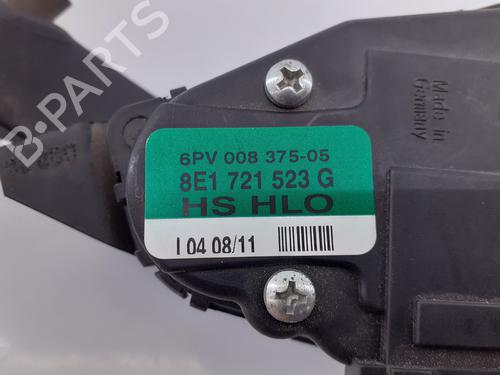 Made in
Germany
6PV 008 375-05
8E1 721 523 G
HS HLO
I 04 08/11
B-PARTS